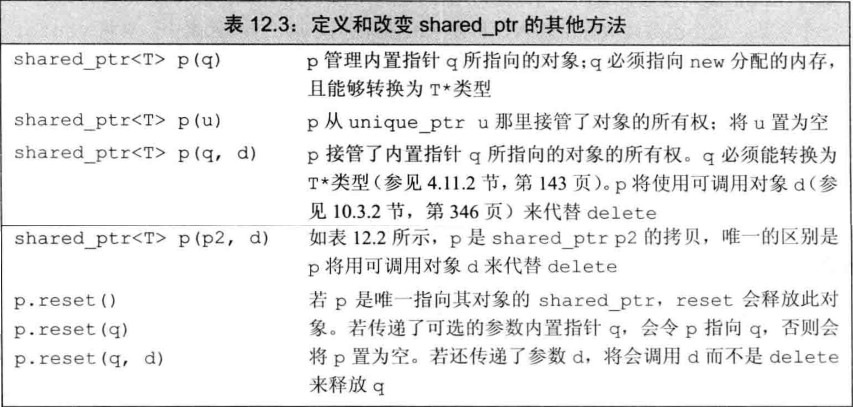 表 12.3：定义和改变 shared_ptr 的其他方法
shared_ptr<T> p(q) p 管理内置指针 q 所指向的对象；q 必须指向 new 分配的内存，
且能够转换为 T*类型
shared_ptr<T> p(u) p 从 unique_ptr u 那里接管了对象的所有权；将 u 置为空
shared_ptr<T> p(q, d) p 接管了内置指针 q 所指向的对象的所有权。q 必须能转换为
T*类型（参见 4.11.2 节，第 143 页）。p 将使用可调用对象 d（参
见 10.3.2 节，第 346 页）来代替 delete
shared_ptr<T> p(p2, d) 如表 12.2 所示，p 是 shared_ptr p2 的拷贝，唯一的区别是
p 将用可调用对象 d 来代替 delete
p.reset() 若 p 是唯一指向其对象的 shared_ptr，reset 会释放此对
p.reset(q) 象。若传递了可选的参数内置指针 q，会令 p 指向 q，否则会
p.reset(q, d) 将 p 置为空。若还传递了参数 d，将会调用 d 而不是 delete
来释放 q